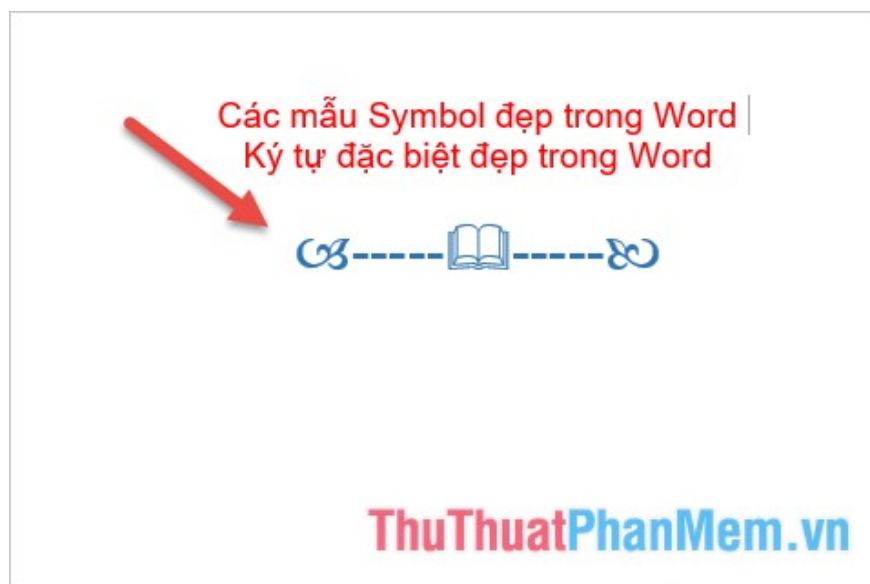 Các mẫu Symbol đẹp trong Word
Ký tự đặc biệt đẹp trong Word
-----🕮-----
ThuThuatPhanMem.vn